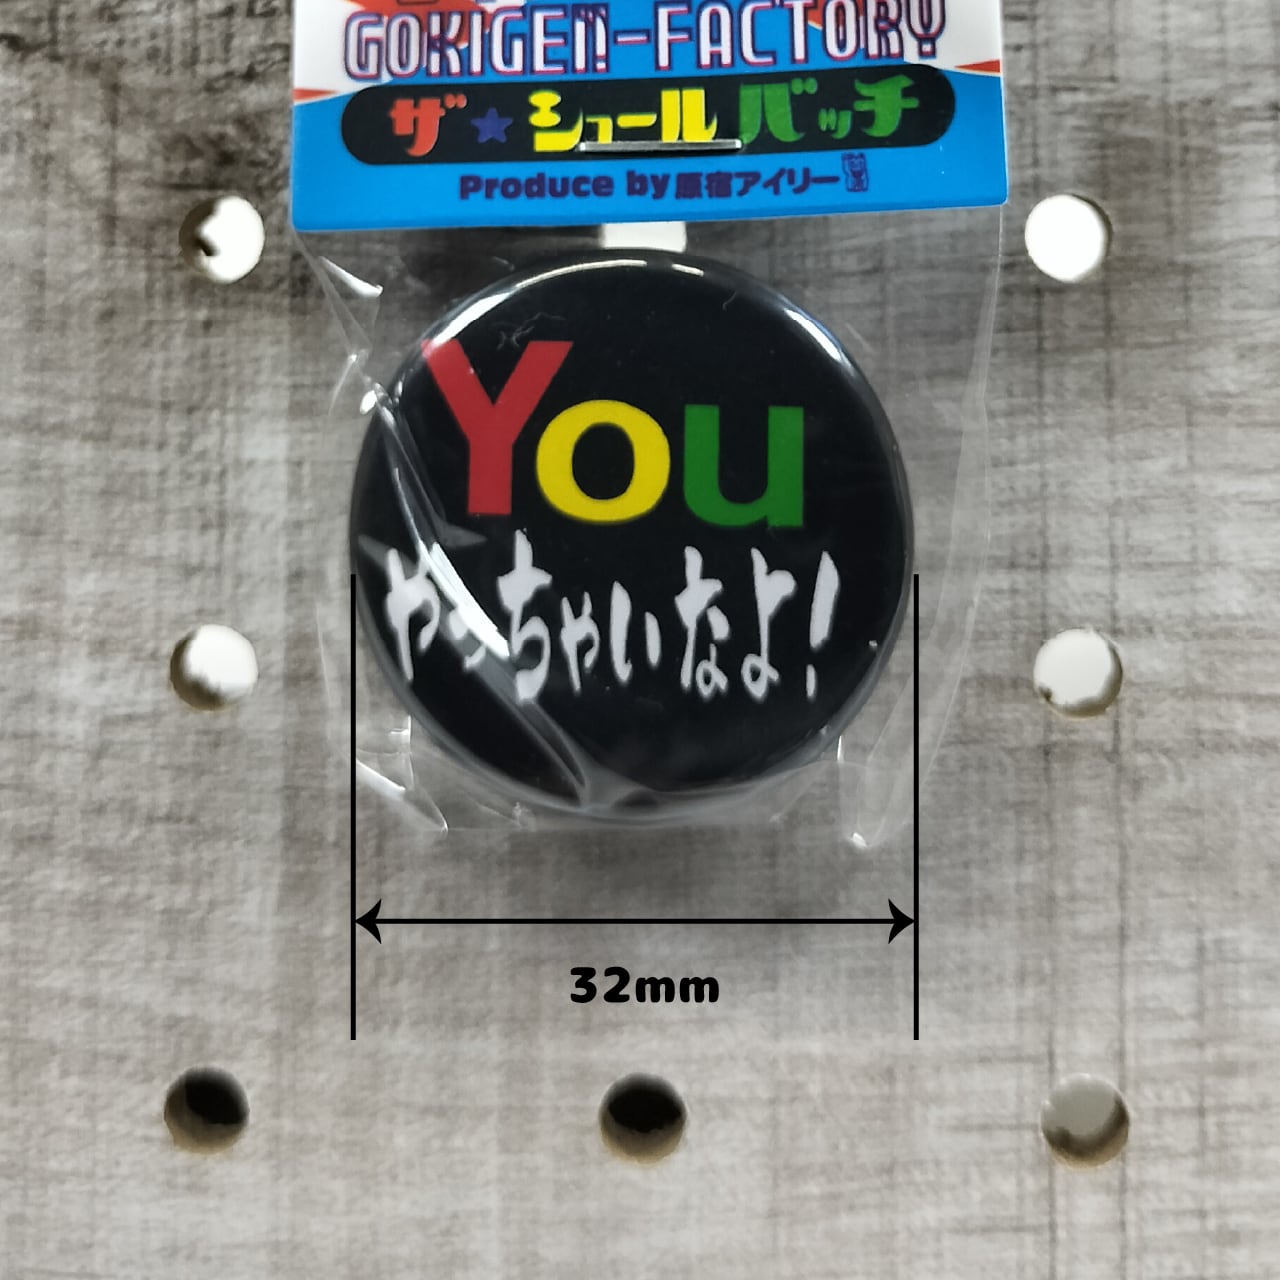 GOKIGEN-FACTORY
ザ★シュールバッチ
Produce by 原宿アイリー
You
やっちゃいなよ!
32mm